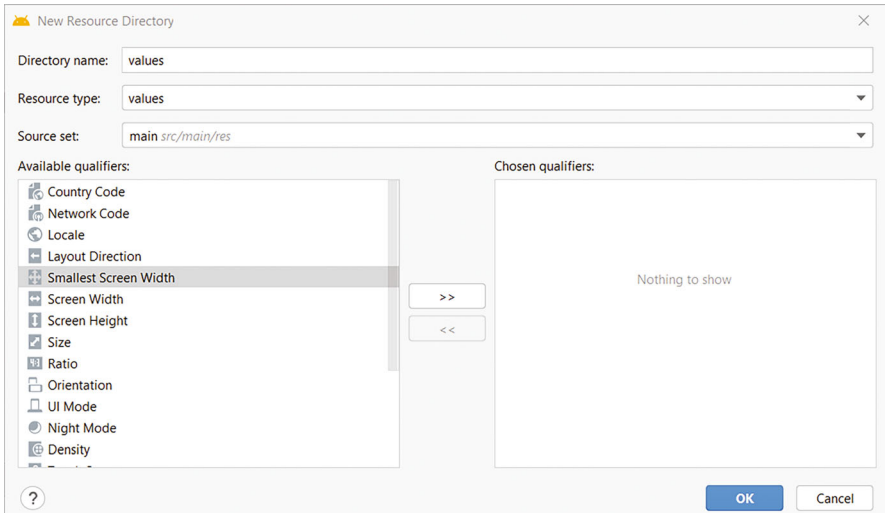 New Resource Directory
Directory name: values
Resource type: values
Source set: main src/main/res
Available qualifiers:
Chosen qualifiers:
Country Code
Network Code
Locale
Layout Direction
Smallest Screen Width
Screen Width
Screen Height
Size
Ratio
Orientation
UI Mode
Night Mode
Density
>>
<<
Nothing to show
?
OK
Cancel